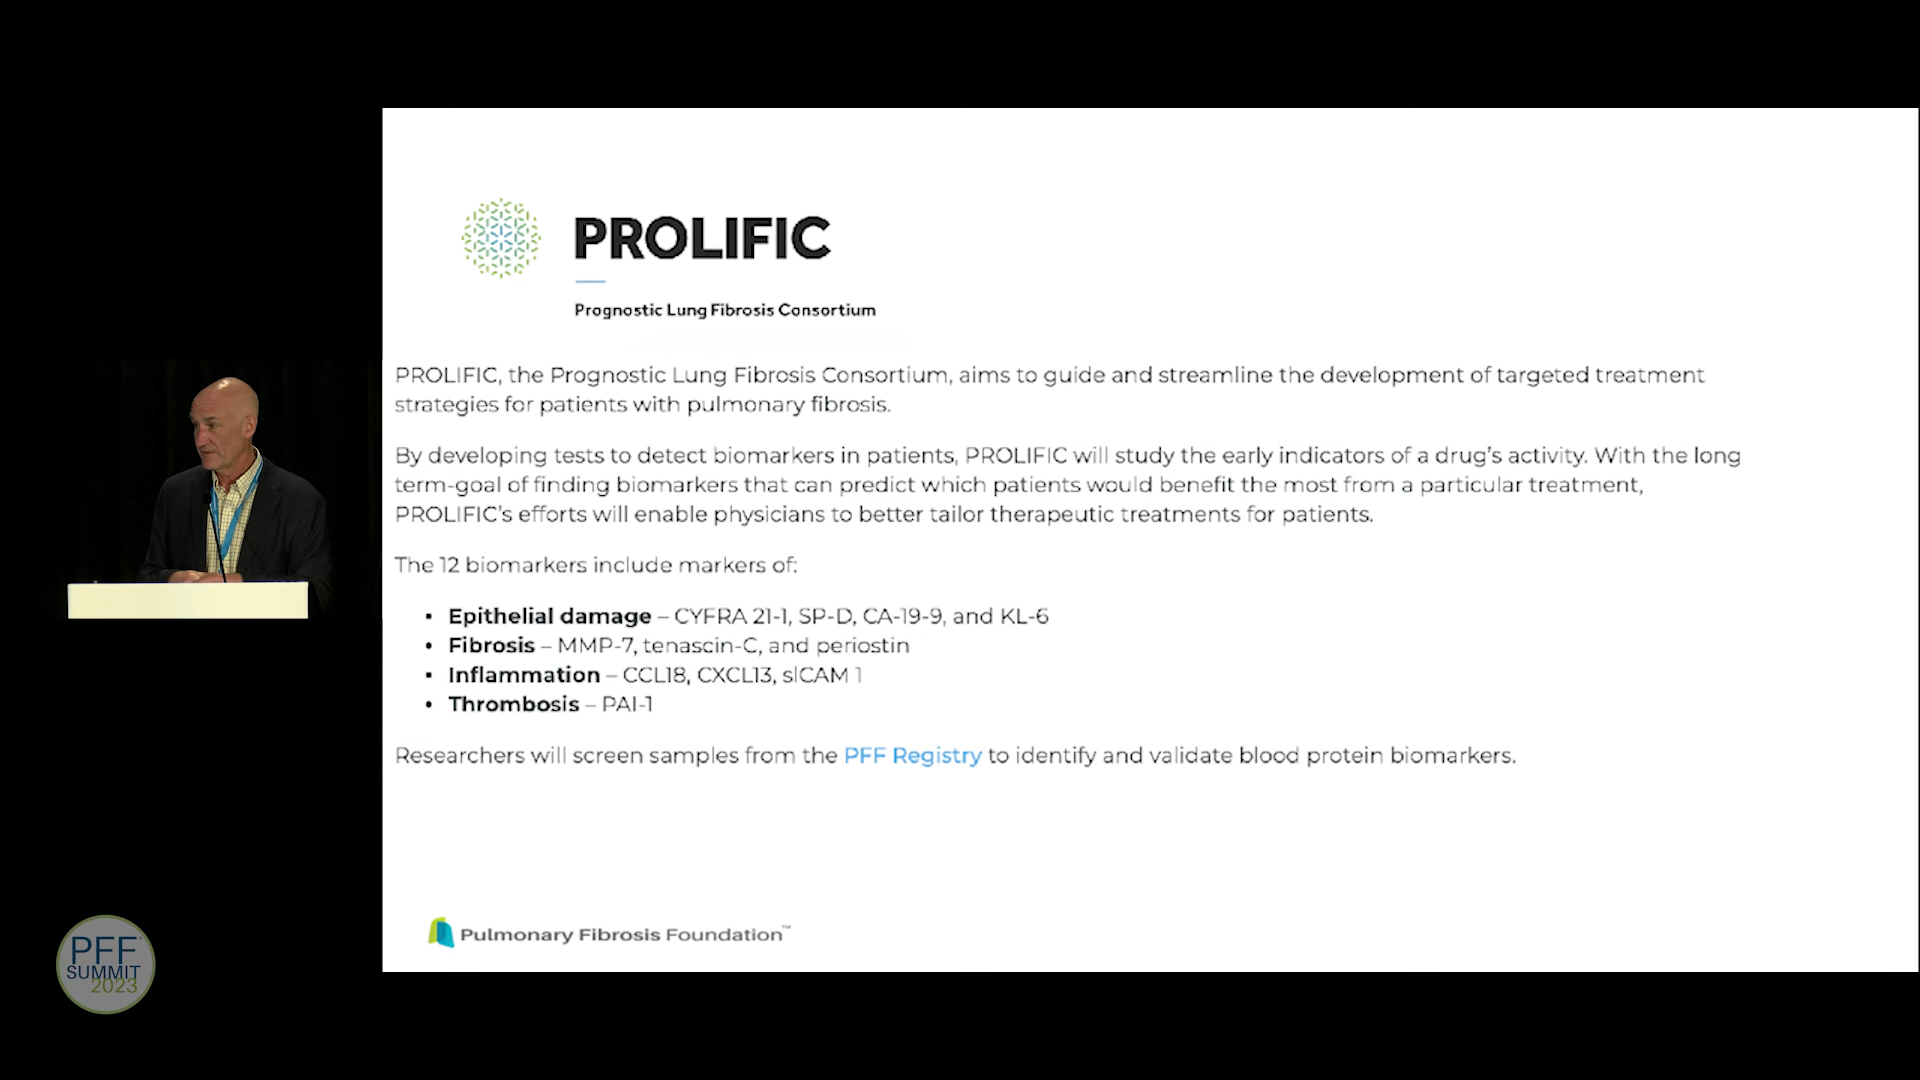 PROLIFIC
Prognostic Lung Fibrosis Consortium
PROLIFIC, the Prognostic Lung Fibrosis Consortium, aims to guide and streamline the development of targeted treatment
strategies for patients with pulmonary fibrosis.
By developing tests to detect biomarkers in patients, PROLIFIC will study the early indicators of a drug's activity. With the long
term-goal of finding biomarkers that can predict which patients would benefit the most from a particular treatment,
PROLIFIC's efforts will enable physicians to better tailor therapeutic treatments for patients.
The 12 biomarkers include markers of:
• Epithelial damage – CYFRA 21-1, SP-D, CA-19-9, and KL-6
• Fibrosis – MMP-7, tenascin-C, and periostin
• Inflammation – CCL18, CXCL13, sICAM 1
• Thrombosis – PAI-1
Researchers will screen samples from the PFF Registry to identify and validate blood protein biomarkers.
Pulmonary Fibrosis Foundation™
PFF
SUMMIT
2023